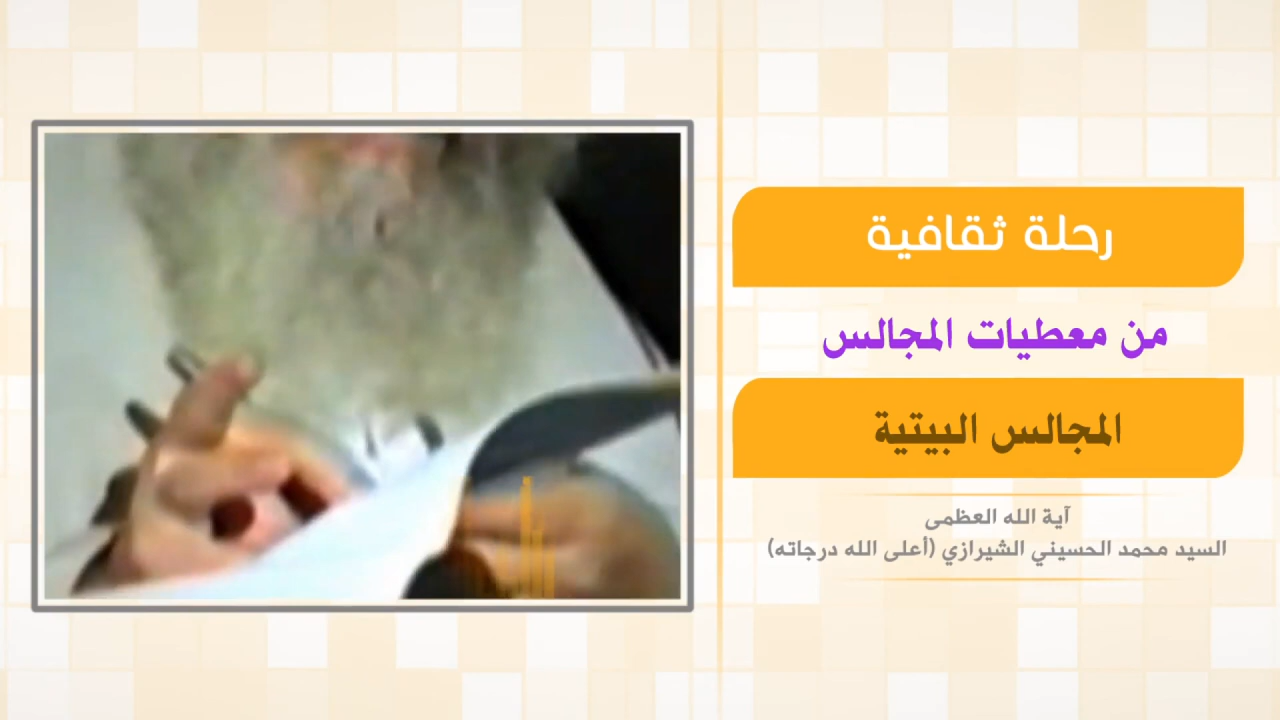 رحلة ثقافية
من معطيات المجالس
المجالس البيتية
آية الله العظمى
السيد محمد الحسيني الشيرازي (أعلى الله درجاته)